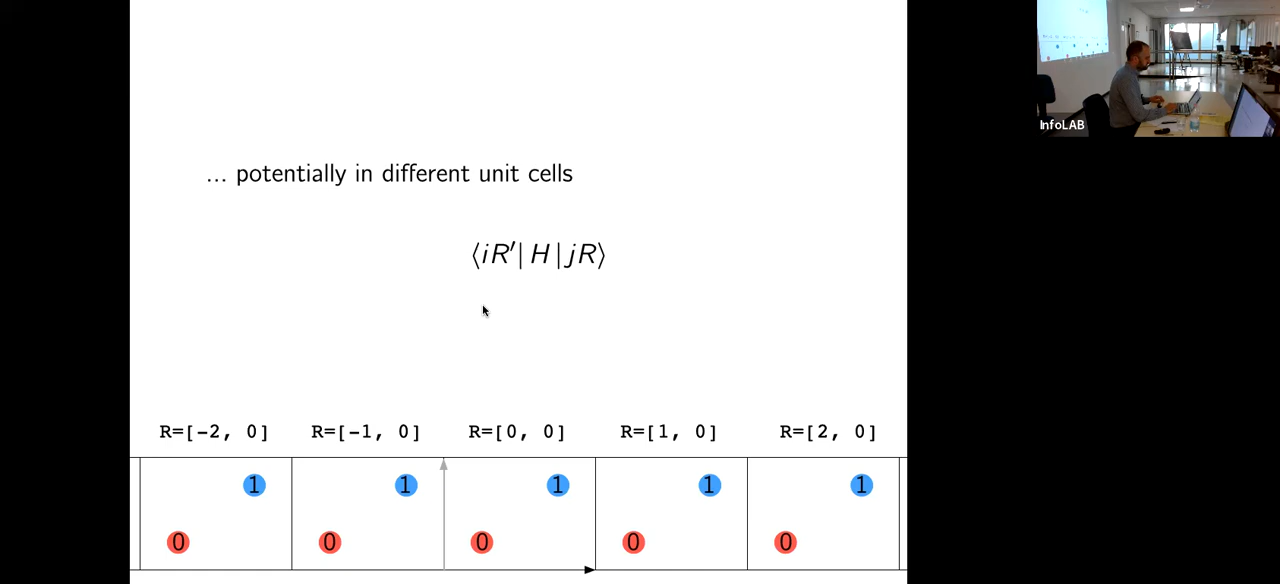 ... potentially in different unit cells
⟨iR′| H |jR⟩
R=[-2, 0] R=[-1, 0] R=[0, 0] R=[1, 0] R=[2, 0]
1 1 1 1 1
0 0 0 0 0
InfoLAB